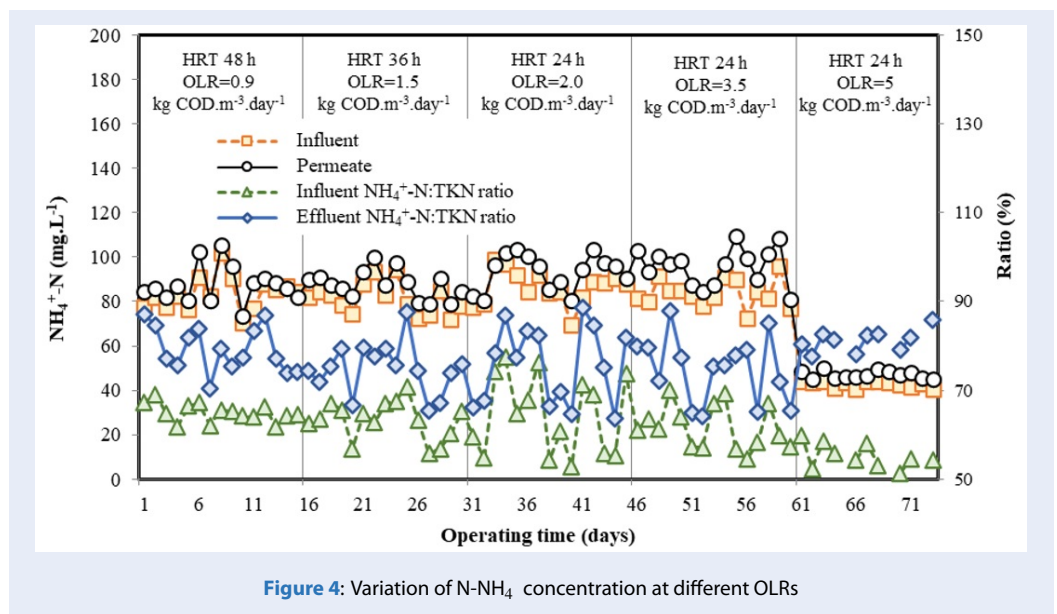 HRT 48 h
OLR=0.9
kg COD.m⁻³.day⁻¹
HRT 36 h
OLR=1.5
kg COD.m⁻³.day⁻¹
HRT 24 h
OLR=2.0
kg COD.m⁻³.day⁻¹
HRT 24 h
OLR=3.5
kg COD.m⁻³.day⁻¹
HRT 24 h
OLR=5
kg COD.m⁻³.day⁻¹
Influent
Permeate
Influent NH₄⁺-N:TKN ratio
Effluent NH₄⁺-N:TKN ratio
NH₄⁺-N (mg.L⁻¹)
200
180
160
140
120
100
80
60
40
20
0
150
130
110
90
70
50
Ratio (%)
1 6 11 16 21 26 31 36 41 46 51 56 61 66 71
Operating time (days)
Figure 4: Variation of N-NH₄ concentration at different OLRs